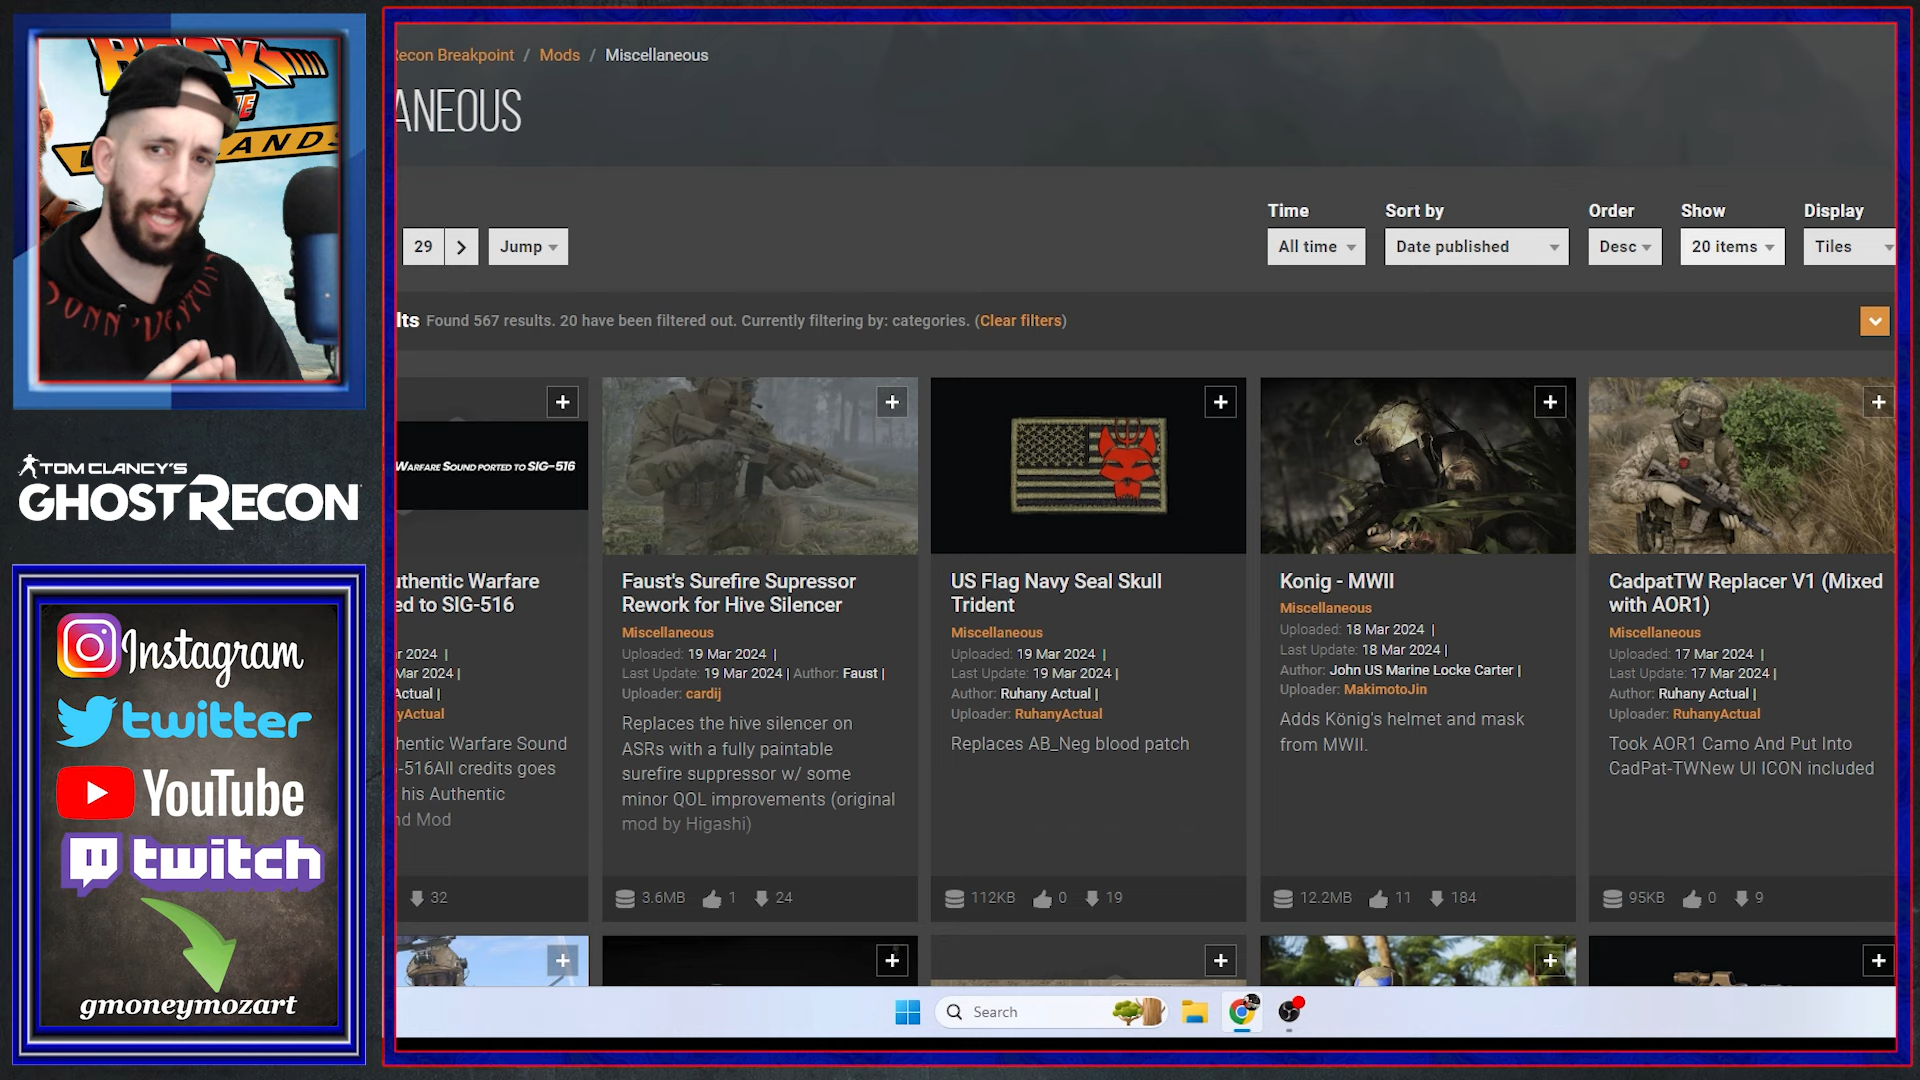 TOM CLANCY'S
GHOST RECON
Instagram
twitter
YouTube
twitch
gmoneymozart
Recon Breakpoint / Mods / Miscellaneous
ANEOUS
29
Jump
Time
All time
Sort by
Date published
Order
Desc
Show
20 items
Display
Tiles
lts Found 567 results. 20 have been filtered out. Currently filtering by: categories. (Clear filters)
WARFARE SOUND PORTED TO SIG-516
uthentic Warfare
ed to SIG-516
r 2024 |
Mar 2024 |
Actual |
yActual
hentic Warfare Sound
-516All credits goes
his Authentic
nd Mod
32
Faust's Surefire Supressor
Rework for Hive Silencer
Miscellaneous
Uploaded: 19 Mar 2024 |
Last Update: 19 Mar 2024 | Author: Faust |
Uploader: cardij
Replaces the hive silencer on
ASRs with a fully paintable
surefire suppressor w/ some
minor QOL improvements (original
mod by Higashi)
3.6MB 1 24
US Flag Navy Seal Skull
Trident
Miscellaneous
Uploaded: 19 Mar 2024 |
Last Update: 19 Mar 2024 |
Author: Ruhany Actual |
Uploader: RuhanyActual
Replaces AB_Neg blood patch
112KB 0 19
Konig - MWII
Miscellaneous
Uploaded: 18 Mar 2024 |
Last Update: 18 Mar 2024 |
Author: John US Marine Locke Carter |
Uploader: MakimotoJin
Adds König's helmet and mask
from MWII.
12.2MB 11 184
CadpatTW Replacer V1 (Mixed
with AOR1)
Miscellaneous
Uploaded: 17 Mar 2024 |
Last Update: 17 Mar 2024 |
Author: Ruhany Actual |
Uploader: RuhanyActual
Took AOR1 Camo And Put Into
CadPat-TWNew UI ICON included
95KB 0 9
Search